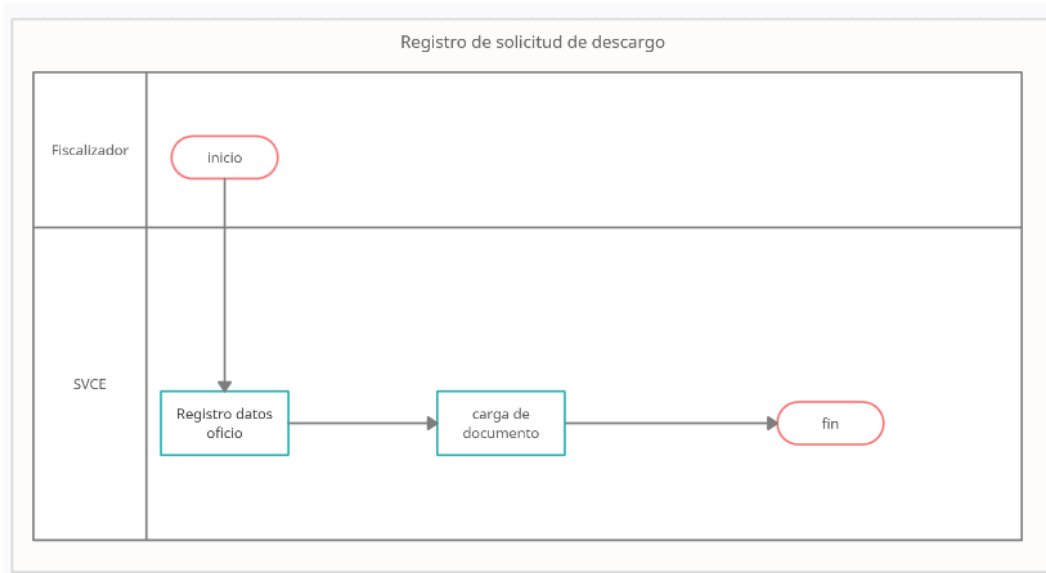 Registro de solicitud de descargo
Fiscalizador
inicio
SVCE
Registro datos
oficio
carga de
documento
fin